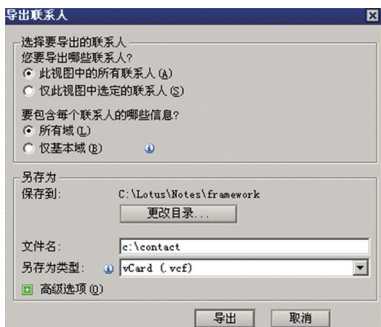 导出联系人
选择要导出的联系人
您要导出哪些联系人?
此视图中的所有联系人(A)
仅此视图中选定的联系人(S)
要包含每个联系人的哪些信息?
所有域(L)
仅基本域(B)
另存为
保存到: C:\Lotus\Notes\framework
更改目录...
文件名: c:\contact
另存为类型: vCard (.vcf)
高级选项(O)
导出 取消